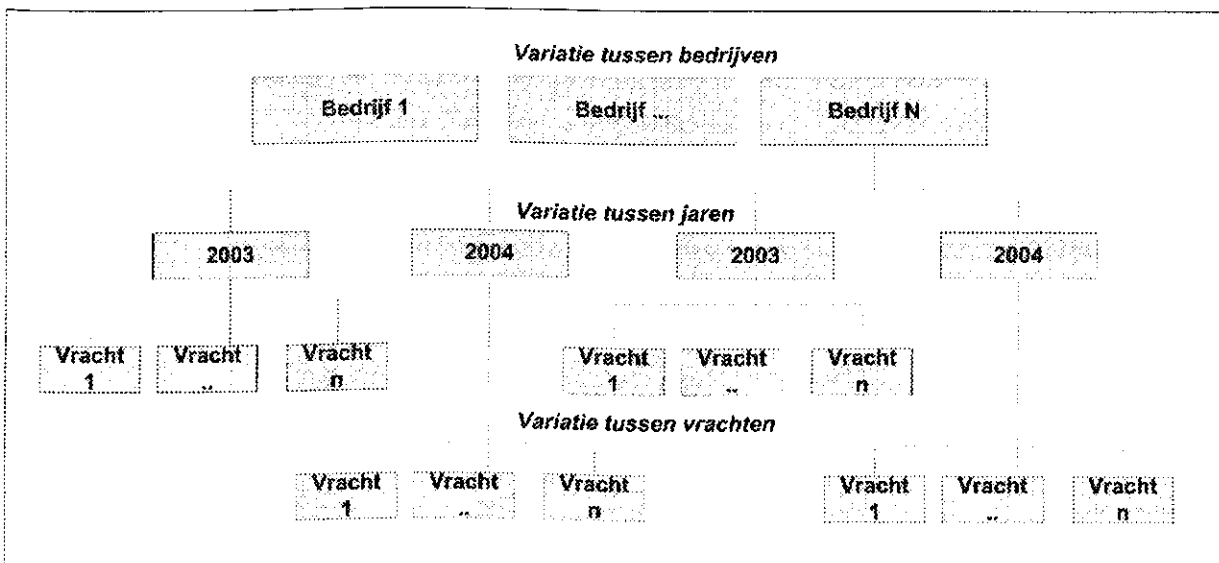 Variatie tussen bedrijven
Bedrijf 1
Bedrijf ...
Bedrijf N
Variatie tussen jaren
2003
2004
2003
2004
Vracht
1
Vracht
..
Vracht
n
Vracht
1
Vracht
..
Vracht
n
Variatie tussen vrachten
Vracht
1
Vracht
..
Vracht
n
Vracht
1
Vracht
..
Vracht
n